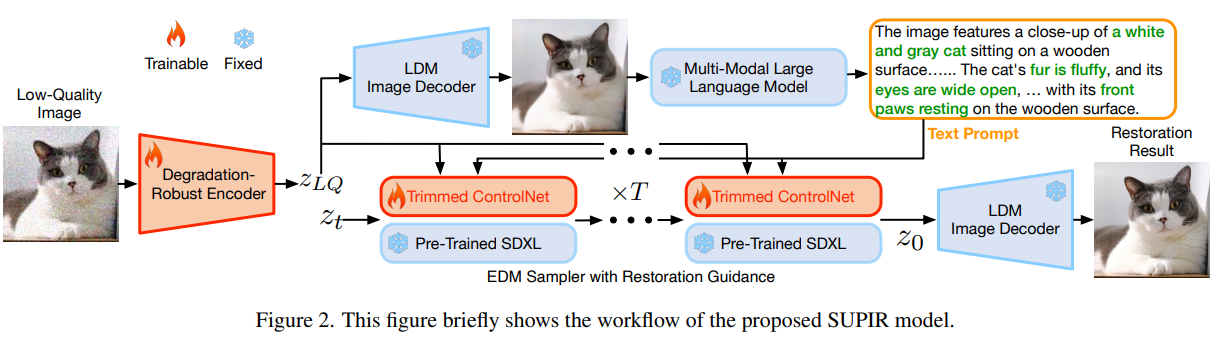 Trainable
Fixed
Low-Quality
Image
Degradation-
Robust Encoder
z_LQ
LDM
Image Decoder
Multi-Modal Large
Language Model
The image features a close-up of a white
and gray cat sitting on a wooden
surface...... The cat's fur is fluffy, and its
eyes are wide open, ... with its front
paws resting on the wooden surface.
Text Prompt
z_t
Trimmed ControlNet
Pre-Trained SDXL
×T
Trimmed ControlNet
Pre-Trained SDXL
EDM Sampler with Restoration Guidance
z_0
LDM
Image Decoder
Restoration
Result
Figure 2. This figure briefly shows the workflow of the proposed SUPIR model.